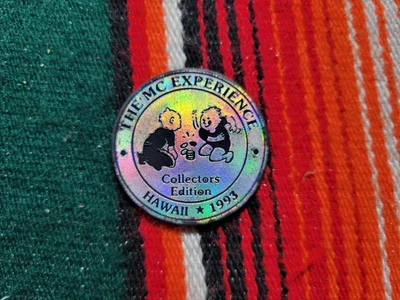 THE MC EXPERIENCE
Collectors
Edition
HAWAII ★ 1993